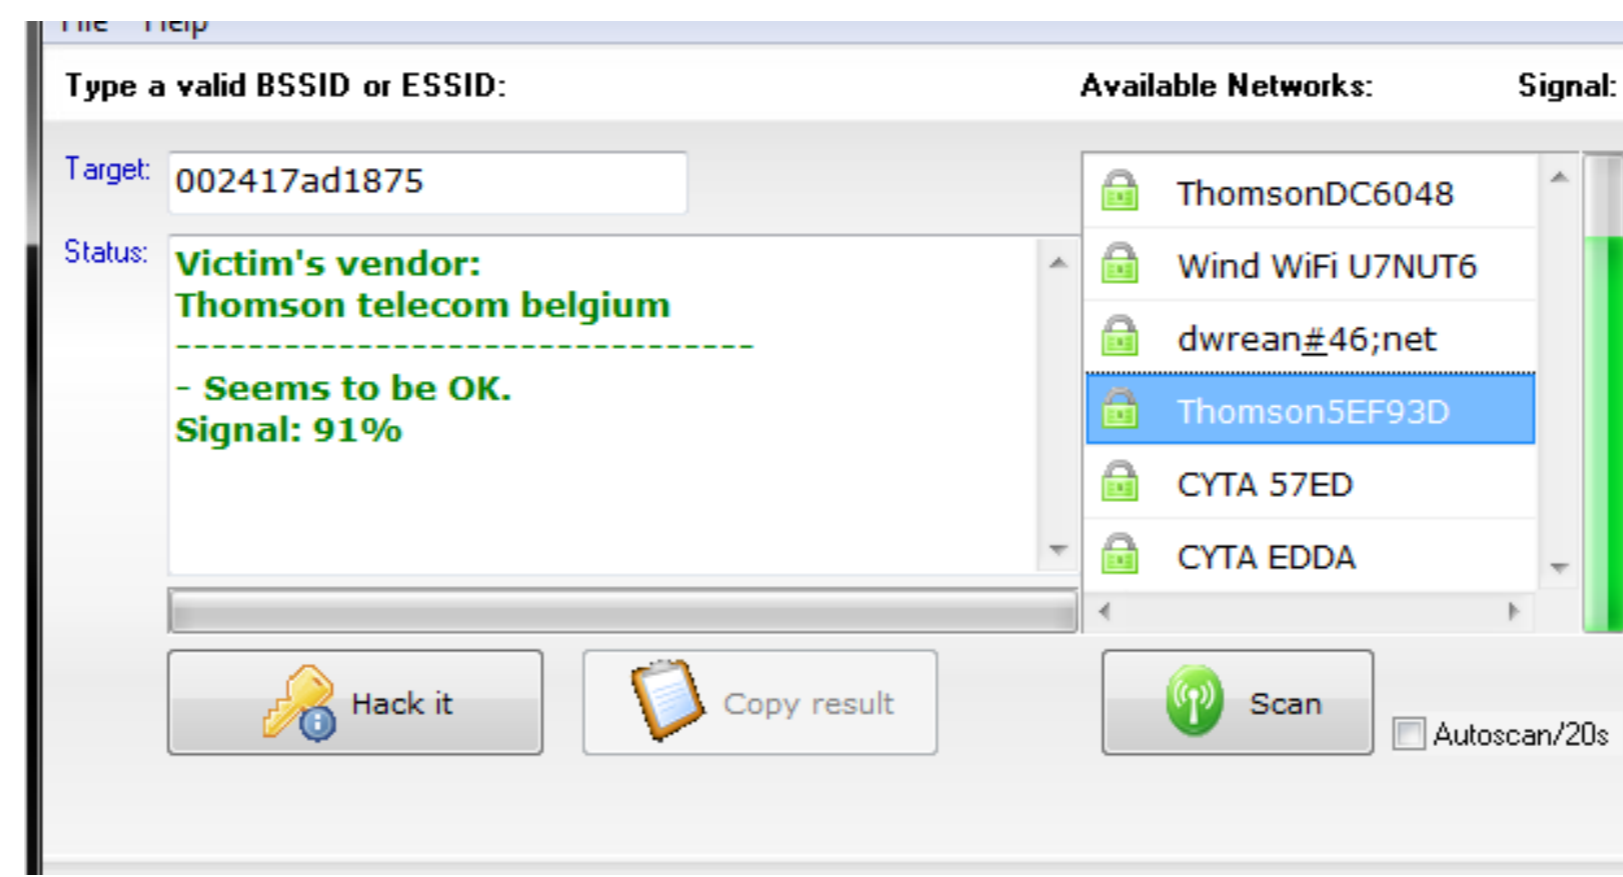 File Help
Type a valid BSSID or ESSID:
Available Networks:
Signal:
Target:
002417ad1875
Status:
Victim's vendor:
Thomson telecom belgium
--------------------------------
- Seems to be OK.
Signal: 91%
ThomsonDC6048
Wind WiFi U7NUT6
dwrean#46;net
Thomson5EF93D
CYTA 57ED
CYTA EDDA
Hack it
Copy result
Scan
Autoscan/20s